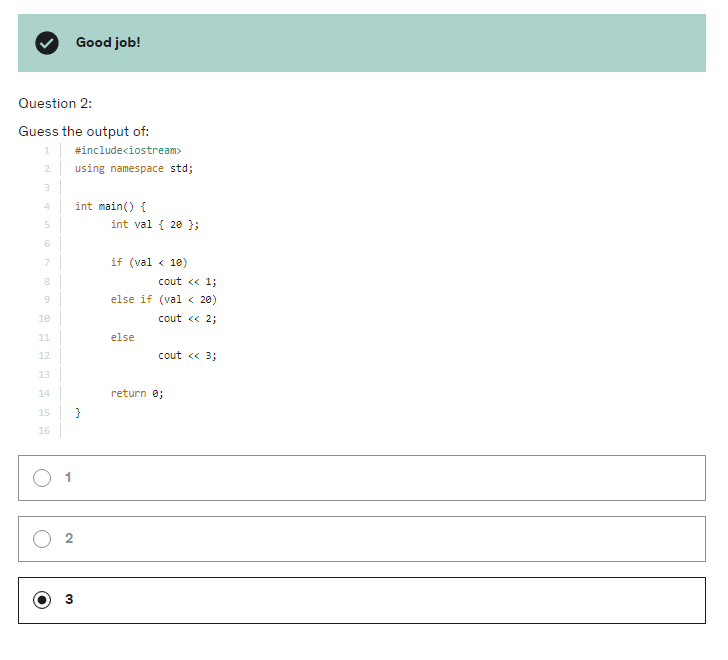 Good job!
Question 2:
Guess the output of:
1 #include<iostream>
2 using namespace std;
3
4 int main() {
5 int val { 20 };
6
7 if (val < 10)
8 cout << 1;
9 else if (val < 20)
10 cout << 2;
11 else
12 cout << 3;
13
14 return 0;
15 }
16
1
2
3